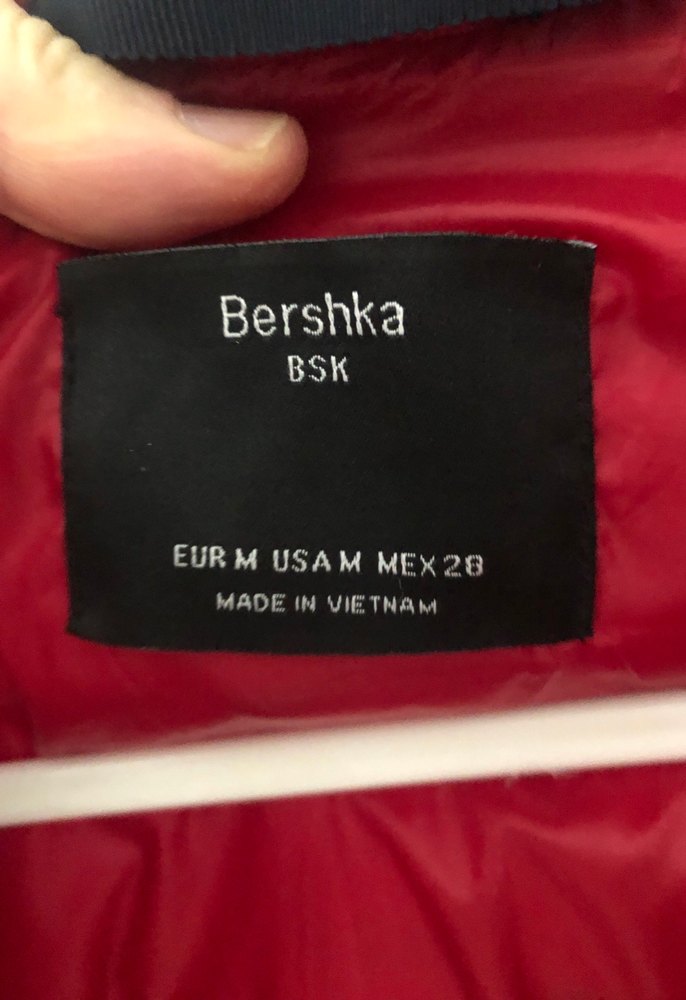 Bershka
BSK
EUR M USA M MEX 28
MADE IN VIETNAM